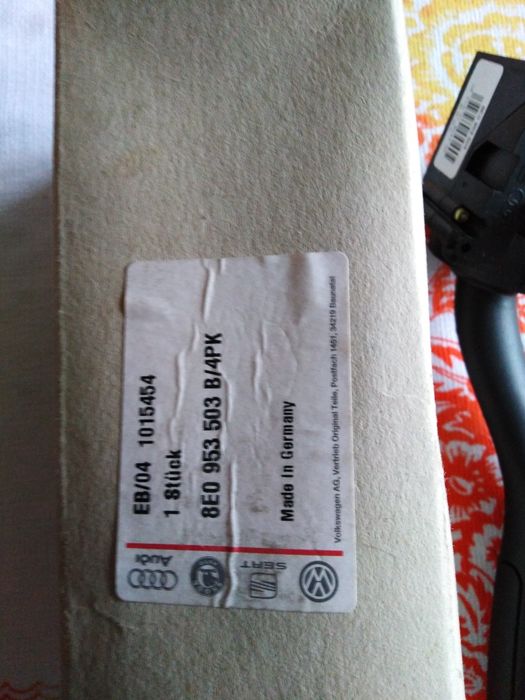 EB/04 1015454
1 Stück
8E0 953 503 B/4PK
Made in Germany
Volkswagen AG, Vertrieb Original Teile, Postfach 1451, 34219 Baunatal
Audi
SEAT